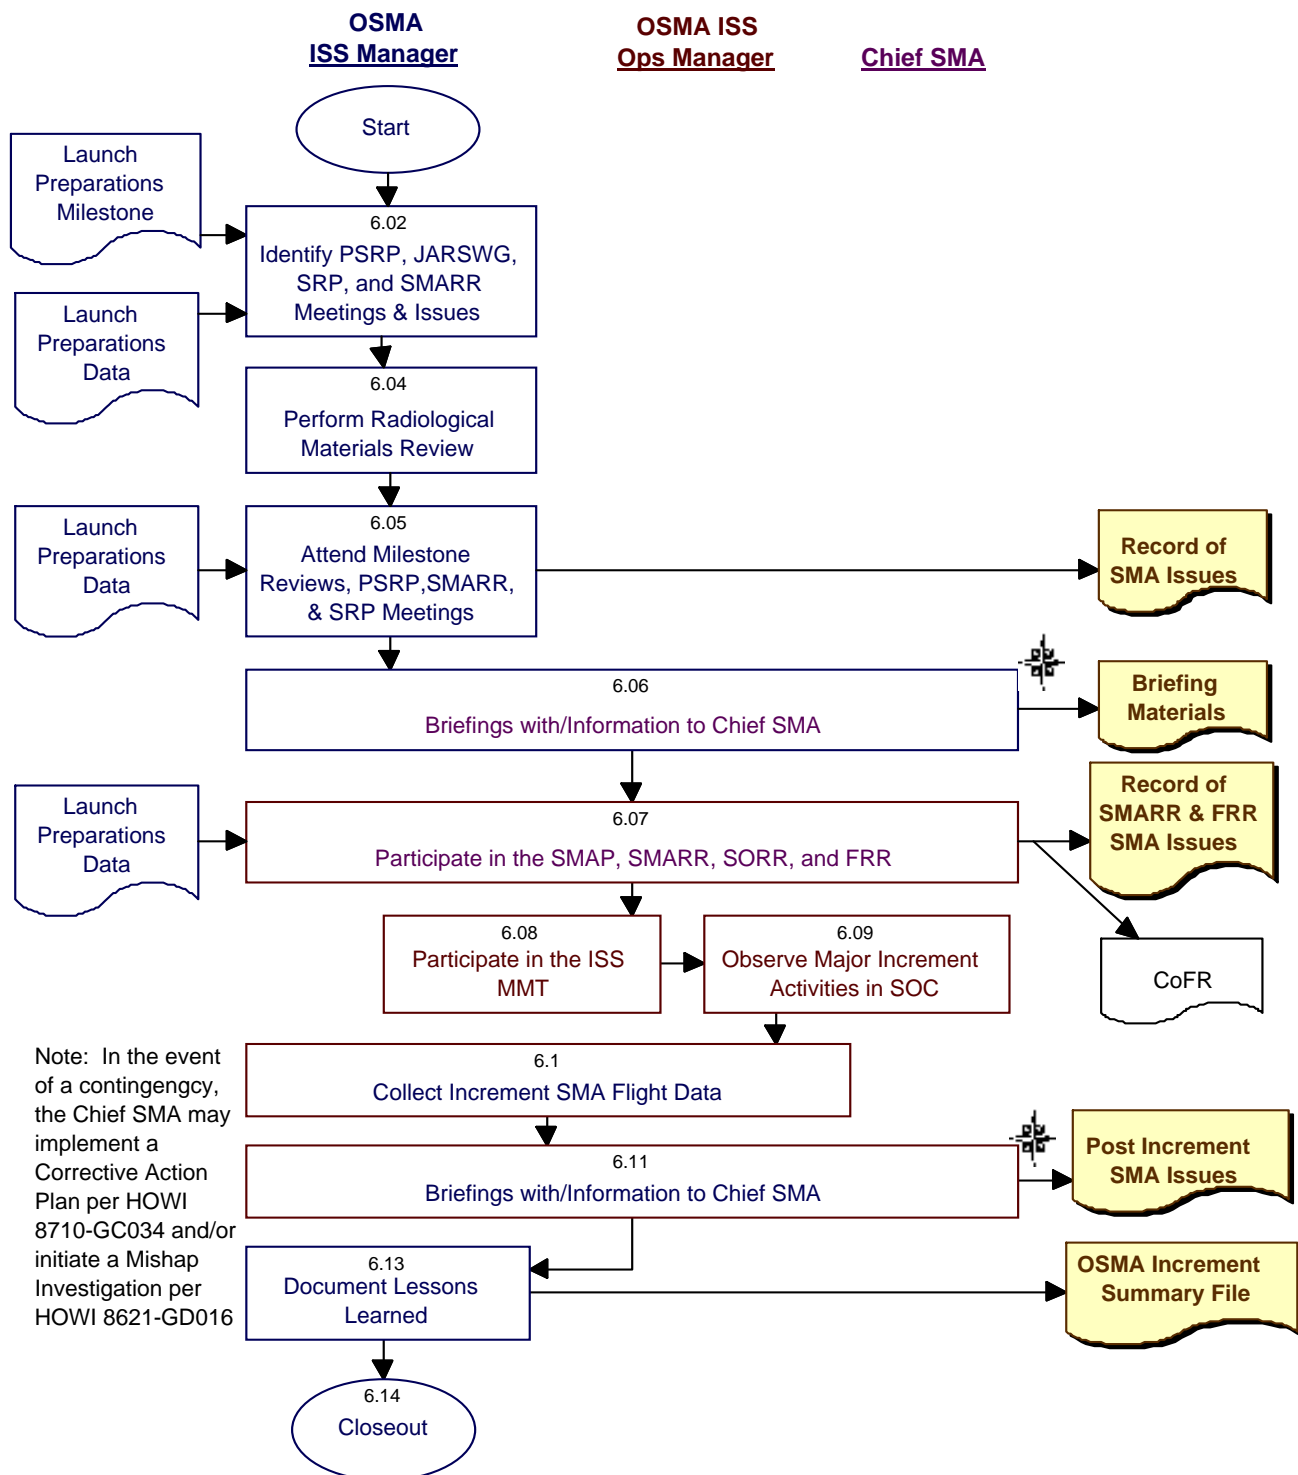 OSMA
ISS Manager
OSMA ISS
Ops Manager
Chief SMA
Start
Launch
Preparations
Milestone
6.02
Identify PSRP, JARSWG,
SRP, and SMARR
Meetings & Issues
Launch
Preparations
Data
6.04
Perform Radiological
Materials Review
Launch
Preparations
Data
6.05
Attend Milestone
Reviews, PSRP,SMARR,
& SRP Meetings
Record of
SMA Issues
6.06
Briefings with/Information to Chief SMA
Briefing
Materials
Launch
Preparations
Data
6.07
Participate in the SMAP, SMARR, SORR, and FRR
Record of
SMARR & FRR
SMA Issues
6.08
Participate in the ISS
MMT
6.09
Observe Major Increment
Activities in SOC
CoFR
Note:  In the event
of a contingengcy,
the Chief SMA may
implement a
Corrective Action
Plan per HOWI
8710-GC034 and/or
initiate a Mishap
Investigation per
HOWI 8621-GD016
6.1
Collect Increment SMA Flight Data
6.11
Briefings with/Information to Chief SMA
Post Increment
SMA Issues
6.13
Document Lessons
Learned
OSMA Increment
Summary File
6.14
Closeout